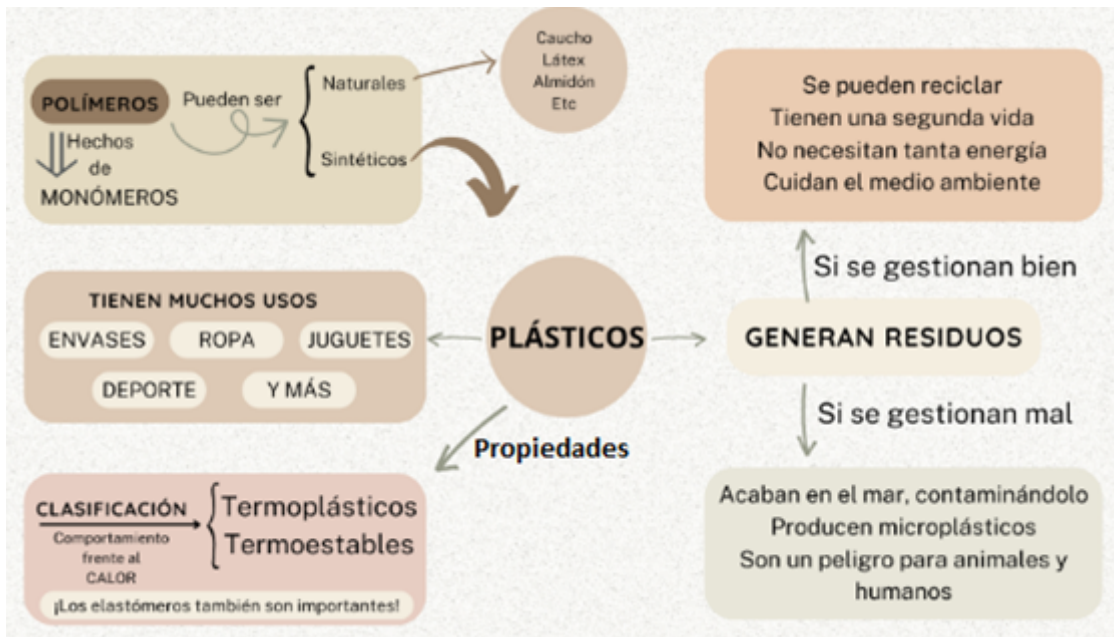 POLÍMEROS
Pueden ser
Naturales
Sintéticos
Hechos
de
MONÓMEROS
Caucho
Látex
Almidón
Etc
Se pueden reciclar
Tienen una segunda vida
No necesitan tanta energía
Cuidan el medio ambiente
Si se gestionan bien
TIENEN MUCHOS USOS
ENVASES
ROPA
JUGUETES
DEPORTE
Y MÁS
PLÁSTICOS
GENERAN RESIDUOS
Si se gestionan mal
Propiedades
CLASIFICACIÓN
Comportamiento
frente al
CALOR
Termoplásticos
Termoestables
¡Los elastómeros también son importantes!
Acaban en el mar, contaminándolo
Producen microplásticos
Son un peligro para animales y
humanos